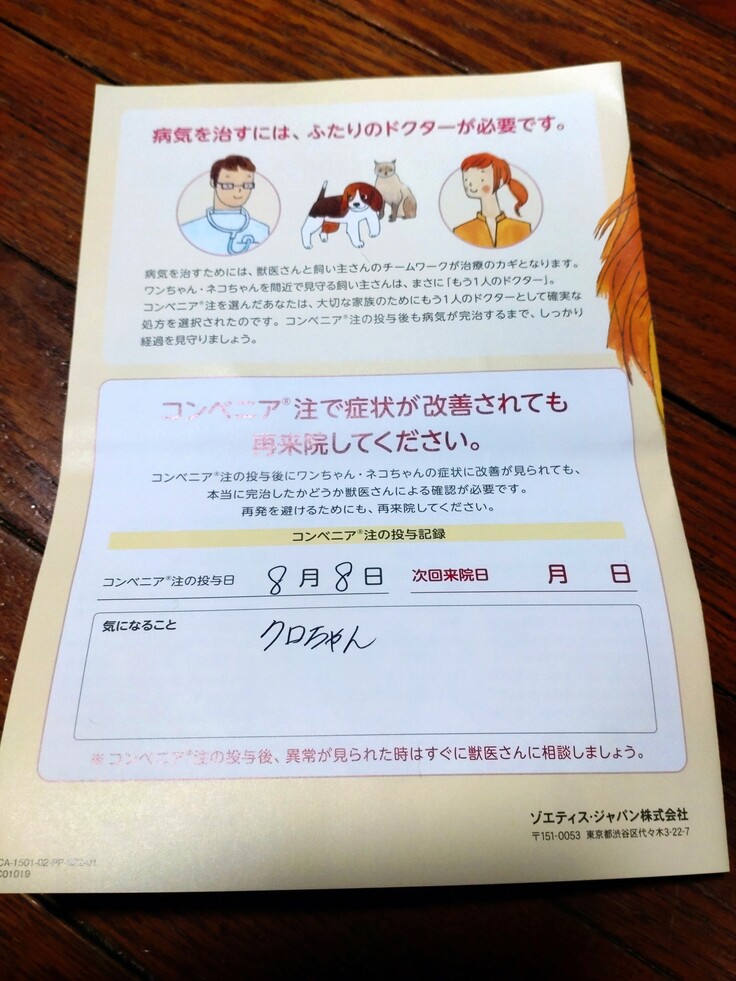 病気を治すには、ふたりのドクターが必要です。
病気を治すためには、獣医さんと飼い主さんのチームワークが治療のカギとなります。
ワンちゃん・ネコちゃんを間近で見守る飼い主さんは、まさに「もう1人のドクター」。
コンベニア®注を選んだあなたは、大切な家族のためにもう1人のドクターとして確実な
処方を選択されたのです。コンベニア®注の投与後も病気が完治するまで、しっかり
経過を見守りましょう。
コンベニア®注で症状が改善されても
再来院してください。
コンベニア®注の投与後にワンちゃん・ネコちゃんの症状に改善が見られても、
本当に完治したかどうか獣医さんによる確認が必要です。
再発を避けるためにも、再来院してください。
コンベニア®注の投与記録
コンベニア®注の投与日 8月8日 次回来院日 月 日
気になること
クロちゃん
※コンベニア®注の投与後、異常が見られた時はすぐに獣医さんに相談しましょう。
ゾエティス・ジャパン株式会社
〒151-0053 東京都渋谷区代々木3-22-7